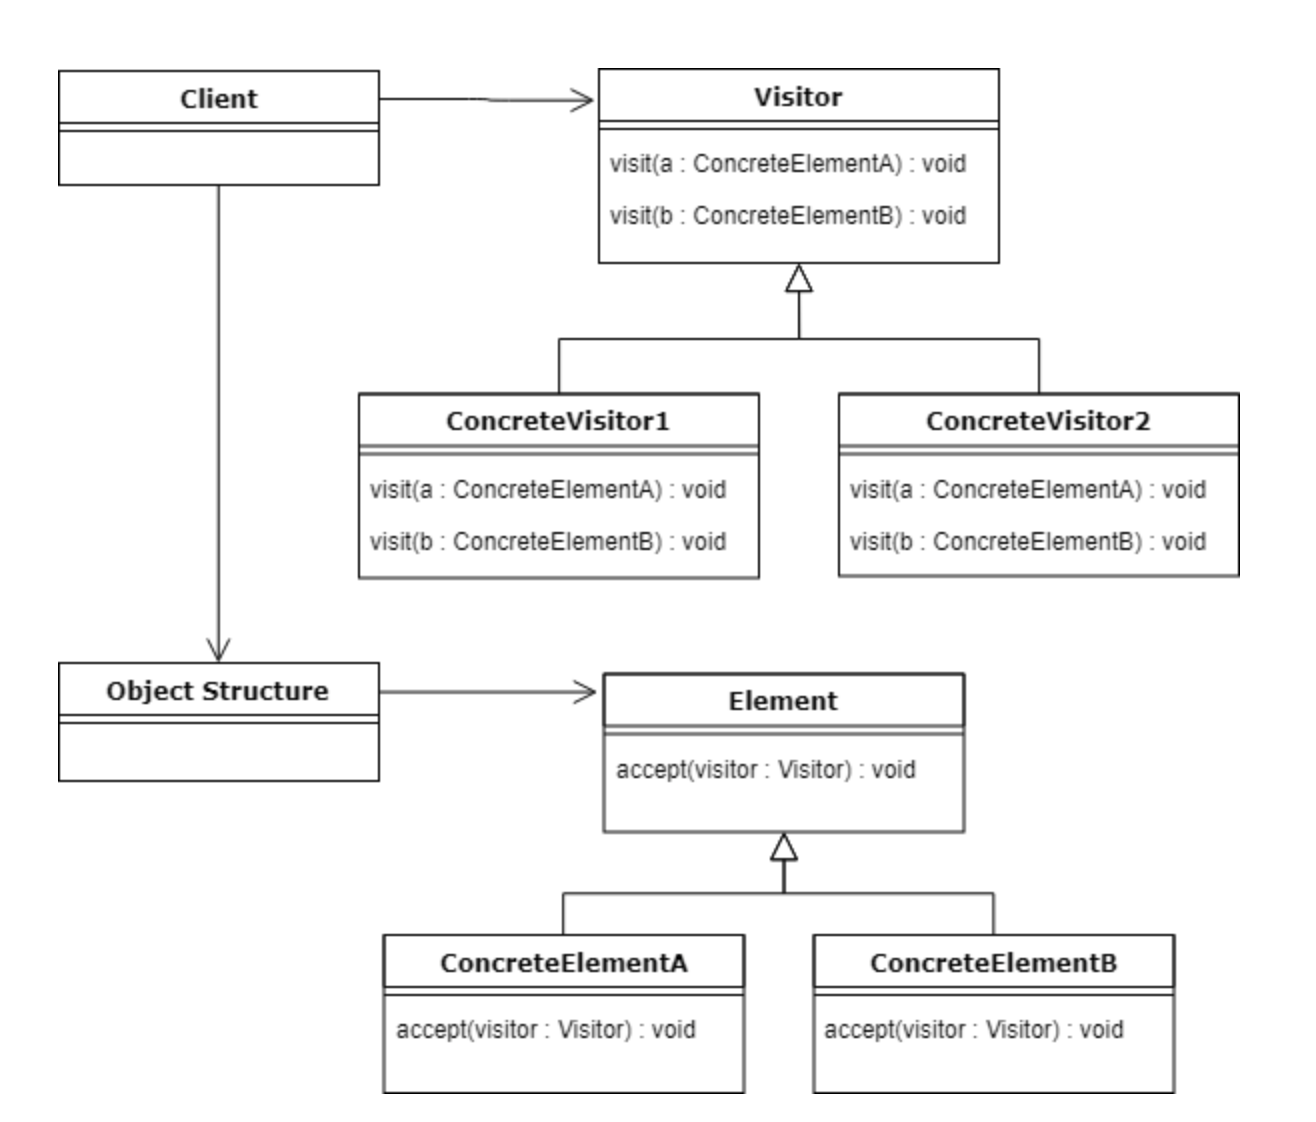 Client
Visitor
visit(a : ConcreteElementA) : void
visit(b : ConcreteElementB) : void
ConcreteVisitor1
visit(a : ConcreteElementA) : void
visit(b : ConcreteElementB) : void
ConcreteVisitor2
visit(a : ConcreteElementA) : void
visit(b : ConcreteElementB) : void
Object Structure
Element
accept(visitor : Visitor) : void
ConcreteElementA
accept(visitor : Visitor) : void
ConcreteElementB
accept(visitor : Visitor) : void